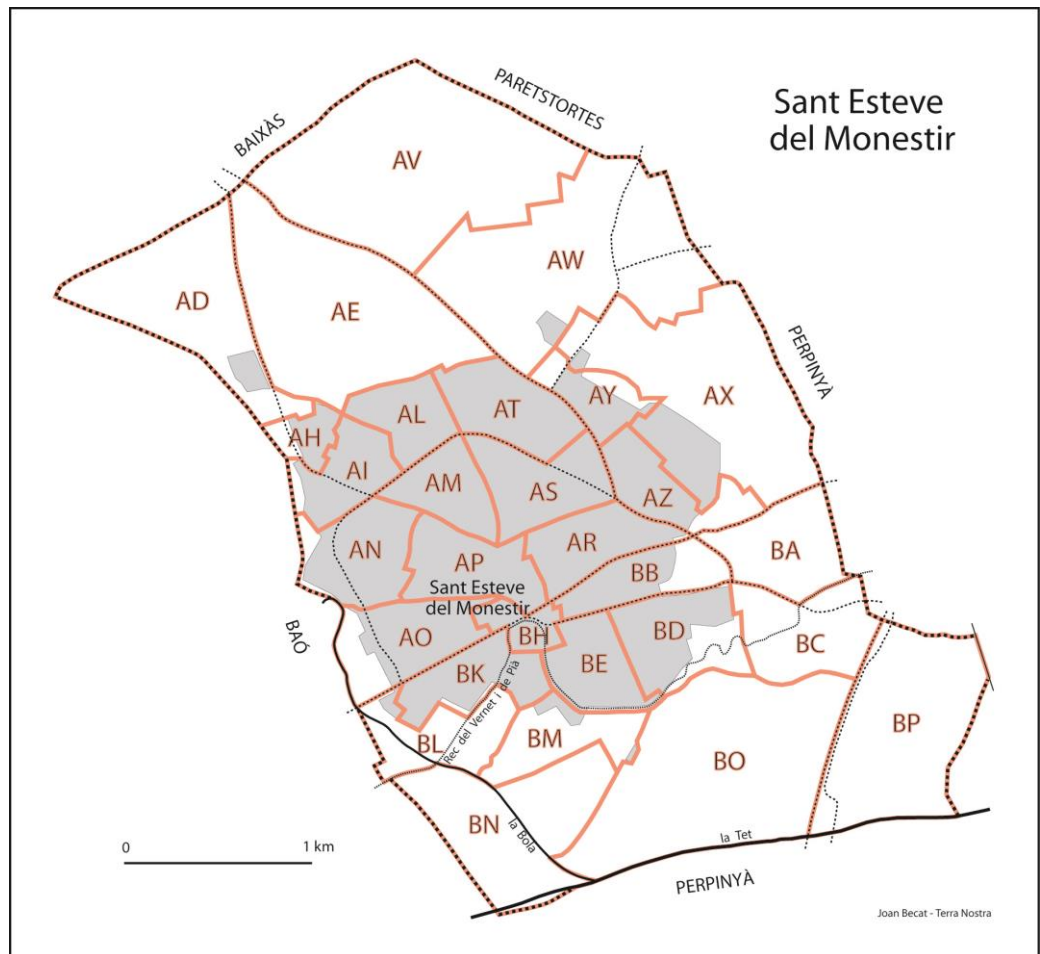 Sant Esteve
del Monestir
PARETSTORTES
BAIXÀS
AV
AW
AD
AE
PERPINYÀ
AX
AY
AL
AT
AH
AI
AM
AS
AZ
AN
AP
AR
BA
BB
Sant Esteve
del Monestir
BAÓ
AO
BH
BD
BC
BK
BE
Rec del Vernet i de Pià
BL
BM
BO
BP
BN
la Bola
la Tet
0 1 km
PERPINYÀ
Joan Becat - Terra Nostra